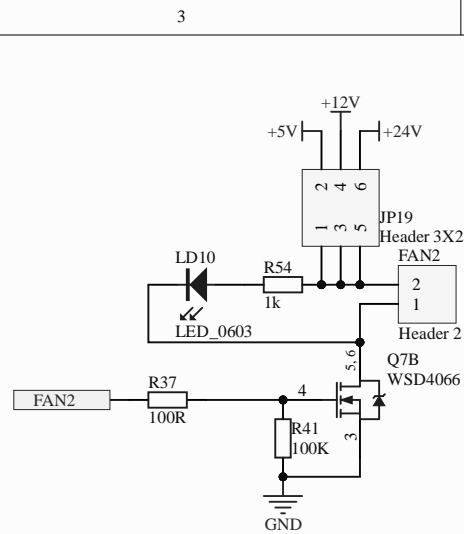 3
+12V
+5V
+24V
2 4 6
1 3 5
JP19
Header 3X2
FAN2
LD10
R54
2
1
1k
LED_0603
Header 2
5, 6
Q7B
WSD4066
R37
4
FAN2
100R
R41
100K
3
GND